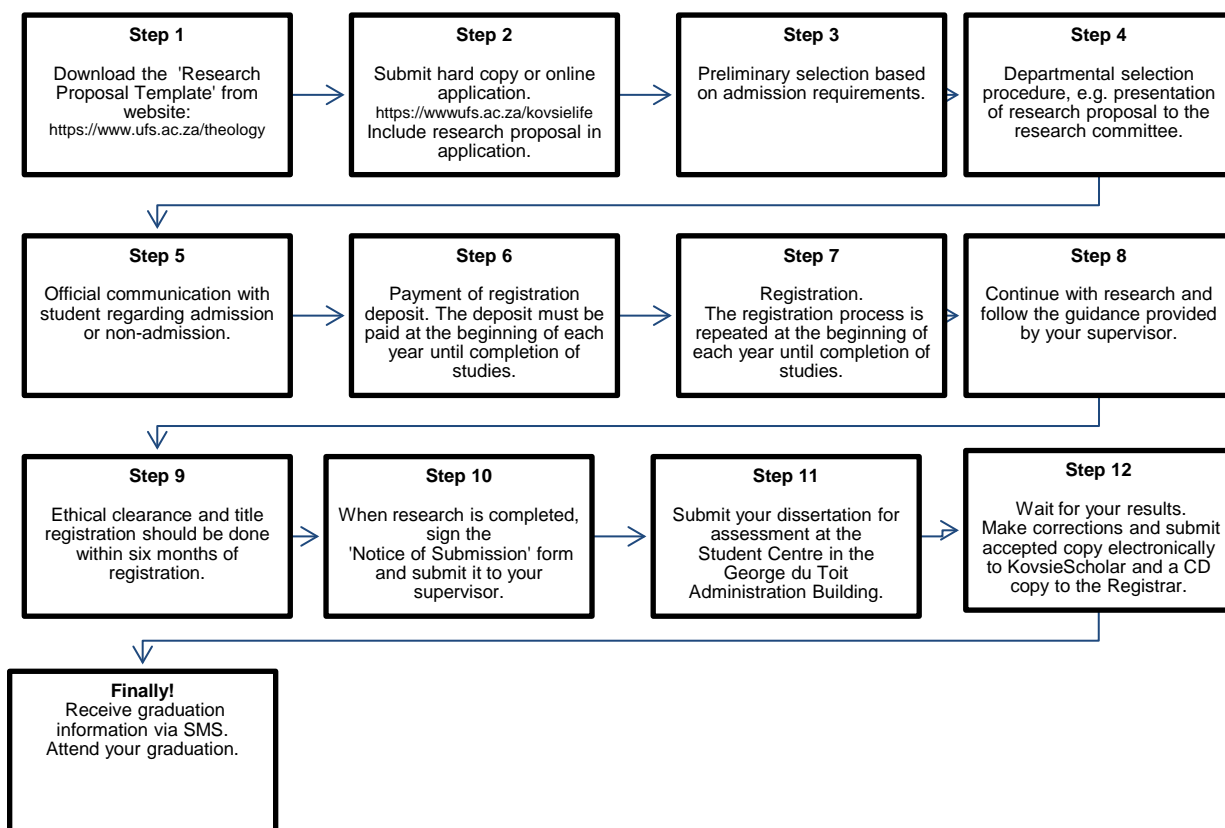 Step 1
Download the 'Research
Proposal Template' from
website:
https://www.ufs.ac.za/theology
Step 2
Submit hard copy or online
application.
https://wwwufs.ac.za/kovsielife
Include research proposal in
application.
Step 3
Preliminary selection based
on admission requirements.
Step 4
Departmental selection
procedure, e.g. presentation
of research proposal to the
research committee.
Step 5
Official communication with
student regarding admission
or non-admission.
Step 6
Payment of registration
deposit. The deposit must be
paid at the beginning of each
year until completion of
studies.
Step 7
Registration.
The registration process is
repeated at the beginning of
each year until completion of
studies.
Step 8
Continue with research and
follow the guidance provided
by your supervisor.
Step 9
Ethical clearance and title
registration should be done
within six months of
registration.
Step 10
When research is completed,
sign the
'Notice of Submission' form
and submit it to your
supervisor.
Step 11
Submit your dissertation for
assessment at the
Student Centre in the
George du Toit
Administration Building.
Step 12
Wait for your results.
Make corrections and submit
accepted copy electronically
to KovsieScholar and a CD
copy to the Registrar.
Finally!
Receive graduation
information via SMS.
Attend your graduation.